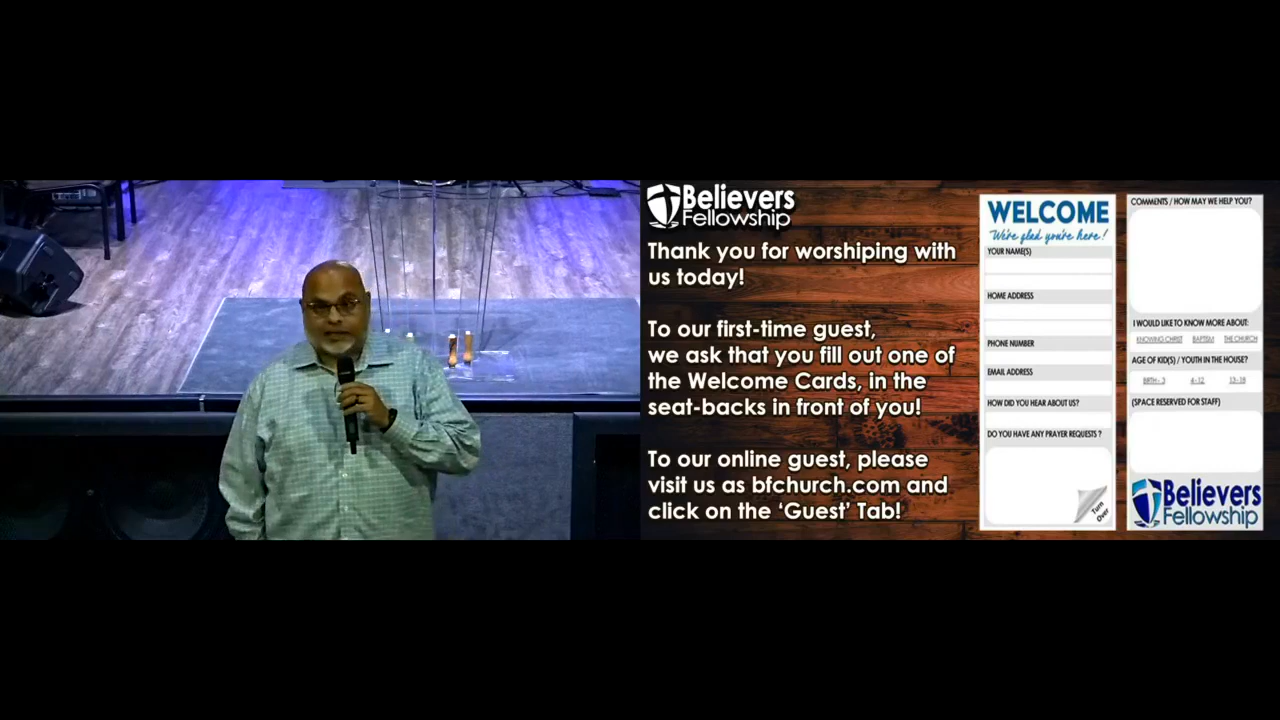 Believers
Fellowship
Thank you for worshiping with
us today!
To our first-time guest,
we ask that you fill out one of
the Welcome Cards, in the
seat-backs in front of you!
To our online guest, please
visit us as bfchurch.com and
click on the ‘Guest’ Tab!
WELCOME
We're glad you're here!
YOUR NAME(S)
HOME ADDRESS
PHONE NUMBER
EMAIL ADDRESS
HOW DID YOU HEAR ABOUT US?
DO YOU HAVE ANY PRAYER REQUESTS ?
Turn
Over
COMMENTS / HOW MAY WE HELP YOU?
I WOULD LIKE TO KNOW MORE ABOUT:
KNOWING CHRIST BAPTISM THE CHURCH
AGE OF KID(S) / YOUTH IN THE HOUSE?
BIRTH - 3 4 - 12 13 - 18
(SPACE RESERVED FOR STAFF)
Believers
Fellowship